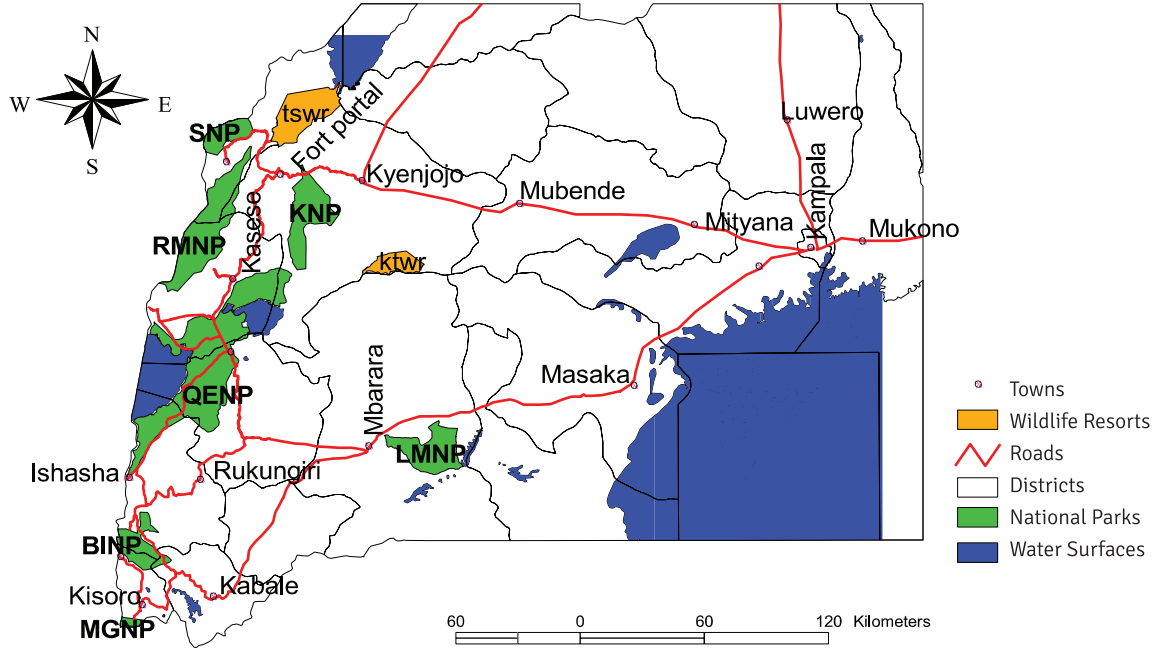 N
W
E
S
tswr
Fort portal
SNP
Luwero
Kyenjojo
Kampala
Mubende
KNP
Mityana
Mukono
Kasese
RMNP
ktwr
Masaka
Mbarara
QENP
LMNP
Ishasha
Rukungiri
BINP
Kabale
Kisoro
MGNP
Towns
Wildlife Resorts
Roads
Districts
National Parks
Water Surfaces
60 0 60 120 Kilometers